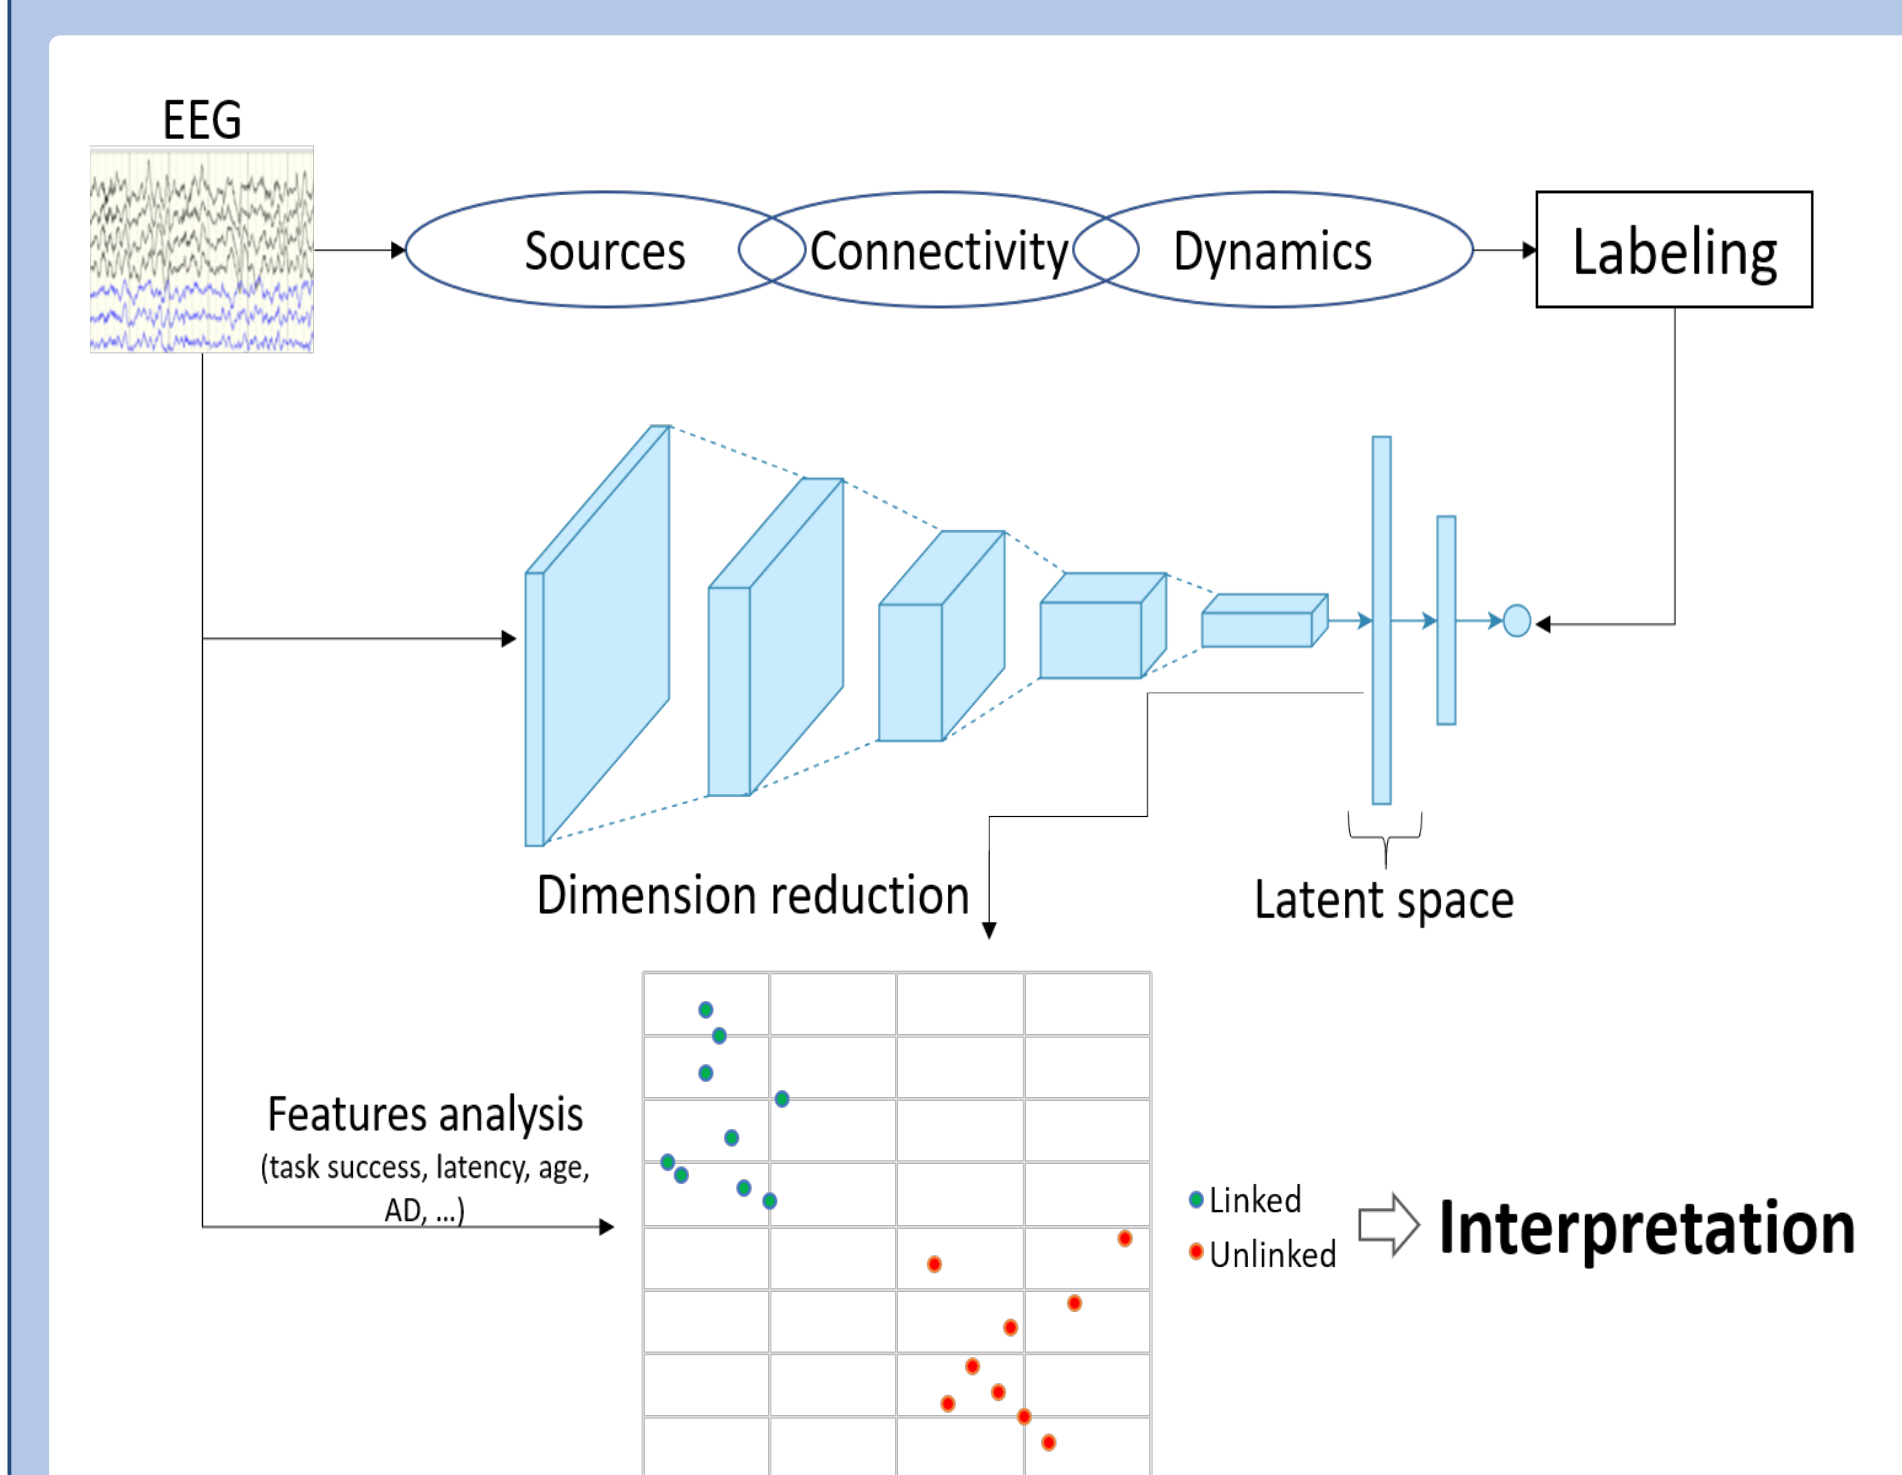 EEG
Sources
Connectivity
Dynamics
Labeling
Dimension reduction
Latent space
Features analysis
(task success, latency, age,
AD, ...)
Linked
Unlinked
Interpretation